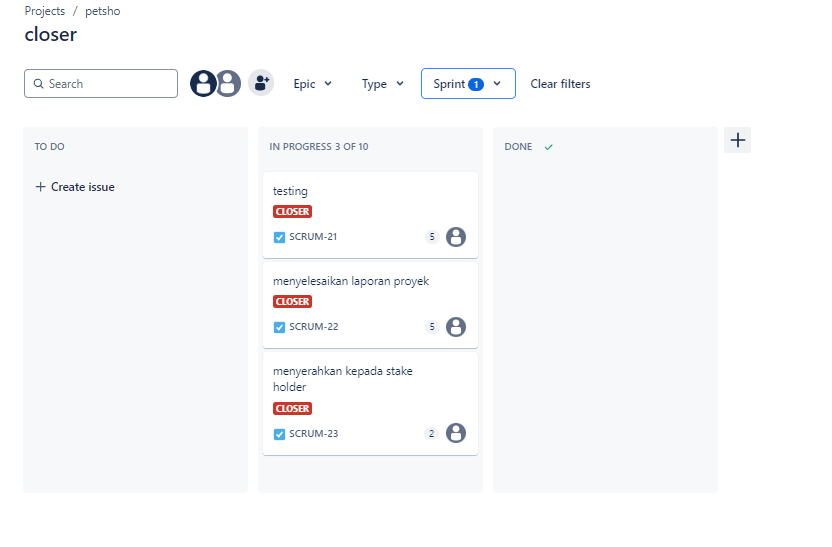 Projects / petsho
closer
Search
Epic
Type
Sprint 1
Clear filters
TO DO
+ Create issue
IN PROGRESS 3 OF 10
testing
CLOSER
SCRUM-21
5
menyelesaikan laporan proyek
CLOSER
SCRUM-22
5
menyerahkan kepada stake
holder
CLOSER
SCRUM-23
2
DONE